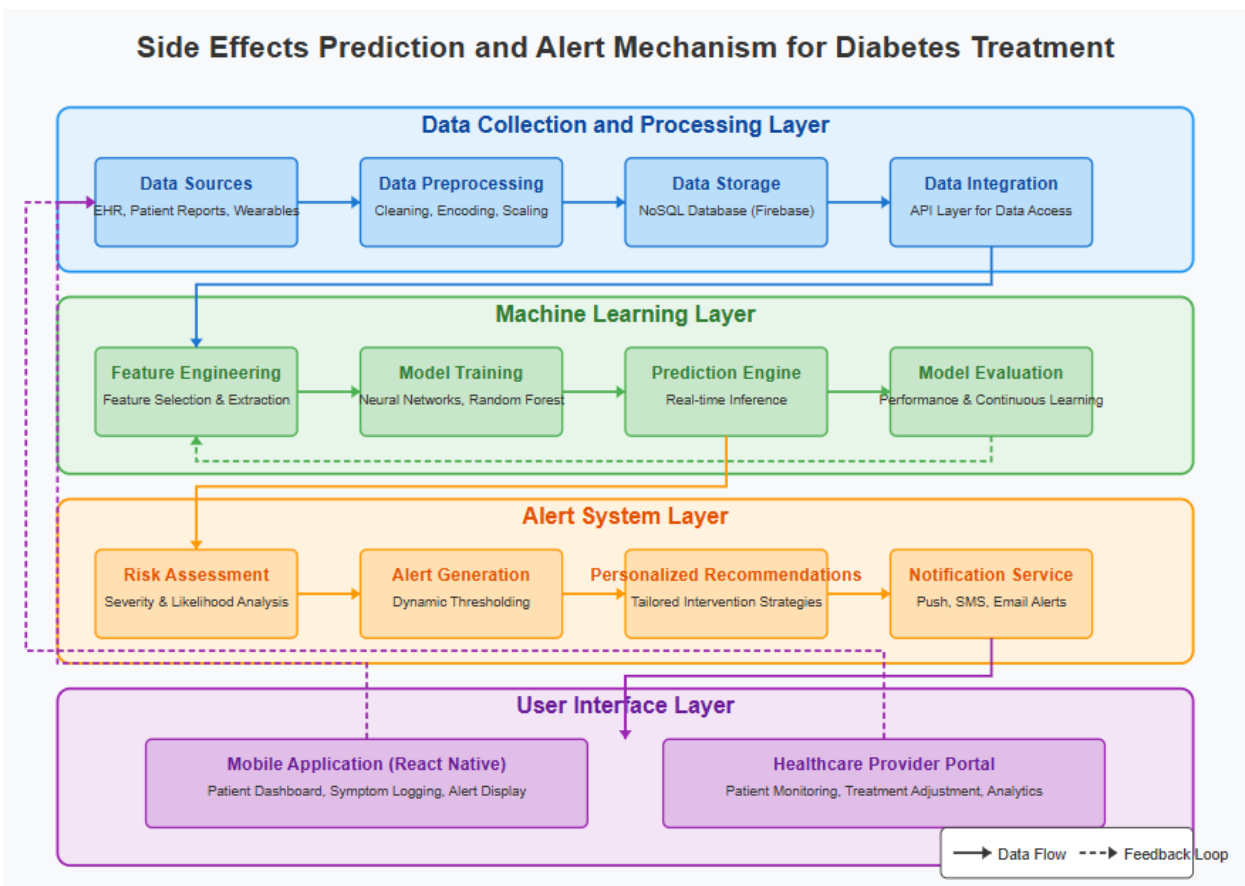 Side Effects Prediction and Alert Mechanism for Diabetes Treatment
Data Collection and Processing Layer
Data Sources
EHR, Patient Reports, Wearables
Data Preprocessing
Cleaning, Encoding, Scaling
Data Storage
NoSQL Database (Firebase)
Data Integration
API Layer for Data Access
Machine Learning Layer
Feature Engineering
Feature Selection & Extraction
Model Training
Neural Networks, Random Forest
Prediction Engine
Real-time Inference
Model Evaluation
Performance & Continuous Learning
Alert System Layer
Risk Assessment
Severity & Likelihood Analysis
Alert Generation
Dynamic Thresholding
Personalized Recommendations
Tailored Intervention Strategies
Notification Service
Push, SMS, Email Alerts
User Interface Layer
Mobile Application (React Native)
Patient Dashboard, Symptom Logging, Alert Display
Healthcare Provider Portal
Patient Monitoring, Treatment Adjustment, Analytics
Data Flow
Feedback Loop